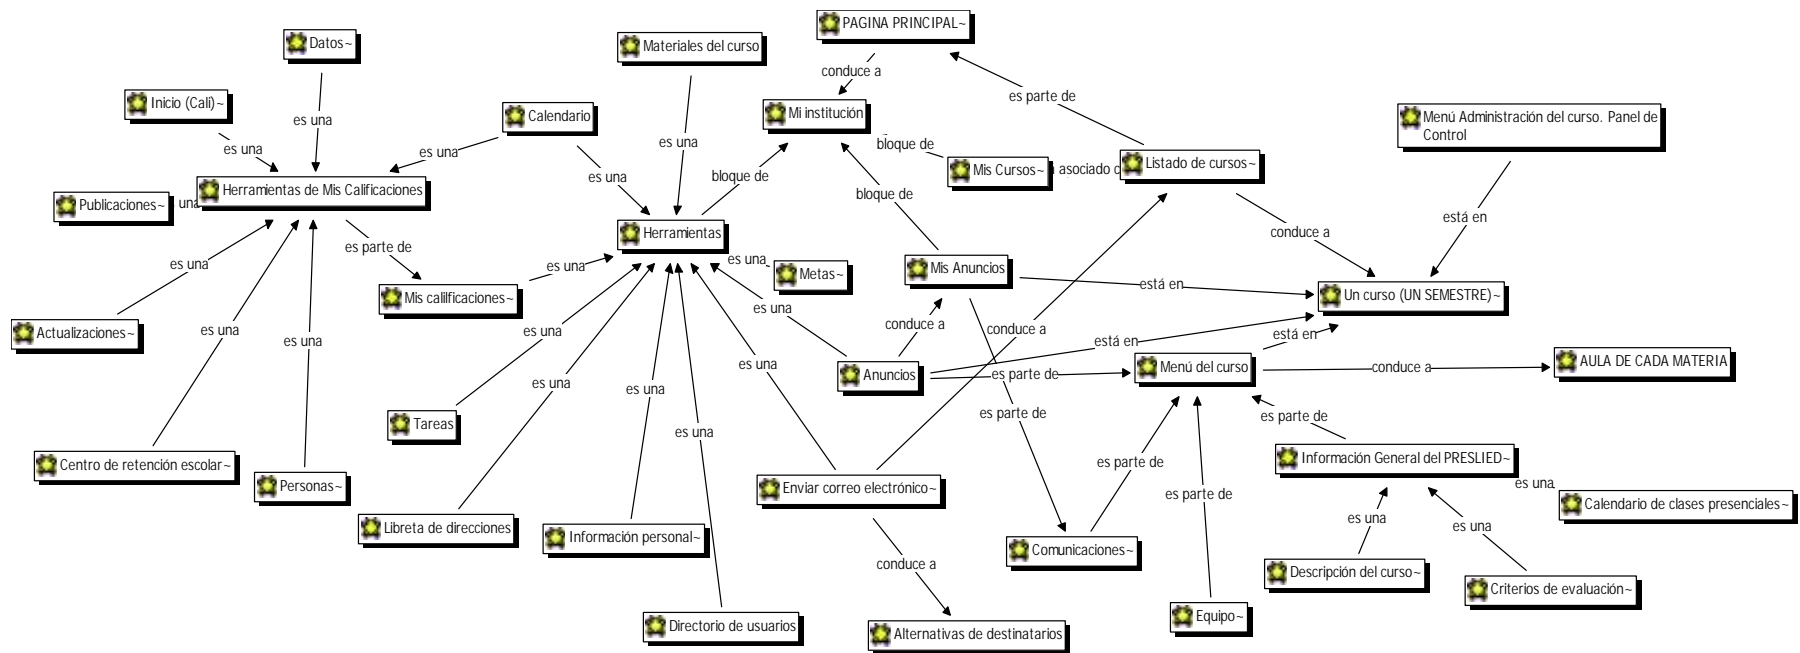 PAGINA PRINCIPAL~
Datos~
Materiales del curso
conduce a
es parte de
Inicio (Cali)~
Calendario
Mi institución
Menú Administración del curso. Panel de
Control
es una
es una
es una
es una
bloque de
Listado de cursos~
Mis Cursos~
asociado
Herramientas de Mis Calificaciones
es una
bloque de
bloque de
Publicaciones~
una
está en
Herramientas
conduce a
es parte de
es una
es una
es una
Mis Anuncios
Metas~
está en
Mis calilficaciones~
Un curso (UN SEMESTRE)~
es una
Actualizaciones~
es una
es una
es una
conduce a
conduce a
está en
está en
AULA DE CADA MATERIA
Menú del curso
conduce a
Anuncios
es parte de
es una
es una
es una
es parte de
es parte de
Tareas
es una
Información General del PRESLIED~
Centro de retención escolar~
es parte de
Personas~
Enviar correo electrónico~
es una
es parte de
Calendario de clases presenciales~
Libreta de direcciones
Información personal~
es una
es una
Comunicaciones~
conduce a
Descripción del curso~
Criterios de evaluación~
Equipo~
Directorio de usuarios
Alternativas de destinatarios